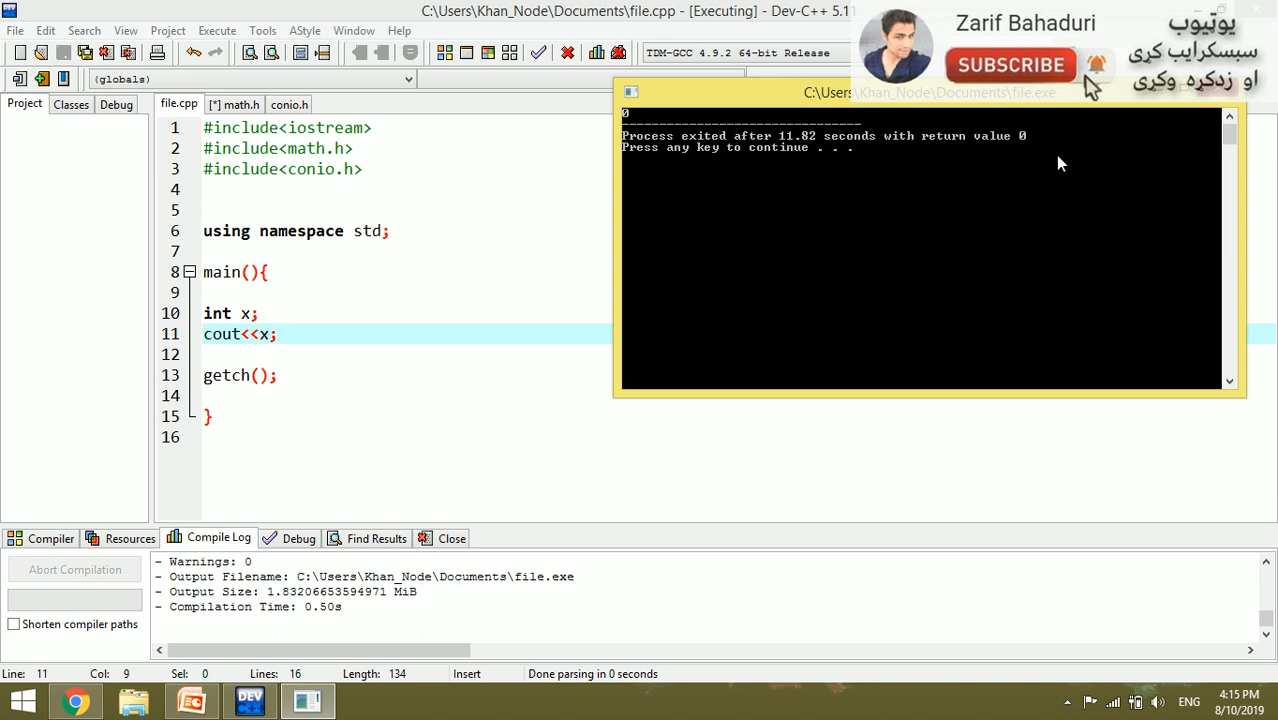 C:\Users\Khan_Node\Documents\file.cpp - [Executing] - Dev-C++ 5.11
File Edit Search View Project Execute Tools AStyle Window Help
TDM-GCC 4.9.2 64-bit Release
(globals)
Zarif Bahaduri
SUBSCRIBE
یوټیوب
سبسکرایب کړی
او زدکړه وکړی
Project Classes Debug
file.cpp [*] math.h conio.h
C:\Users\Khan_Node\Documents\file.exe
0
--------------------------------
Process exited after 11.82 seconds with return value 0
Press any key to continue . . .
1 #include<iostream>
2 #include<math.h>
3 #include<conio.h>
4
5
6 using namespace std;
7
8 main(){
9
10 int x;
11 cout<<x;
12
13 getch();
14
15 }
16
Compiler Resources Compile Log Debug Find Results Close
Abort Compilation
Shorten compiler paths
- Warnings: 0
- Output Filename: C:\Users\Khan_Node\Documents\file.exe
- Output Size: 1.83206653594971 MiB
- Compilation Time: 0.50s
Line: 11 Col: 9 Sel: 0 Lines: 16 Length: 134 Insert Done parsing in 0 seconds
DEV
ENG
4:15 PM
8/10/2019